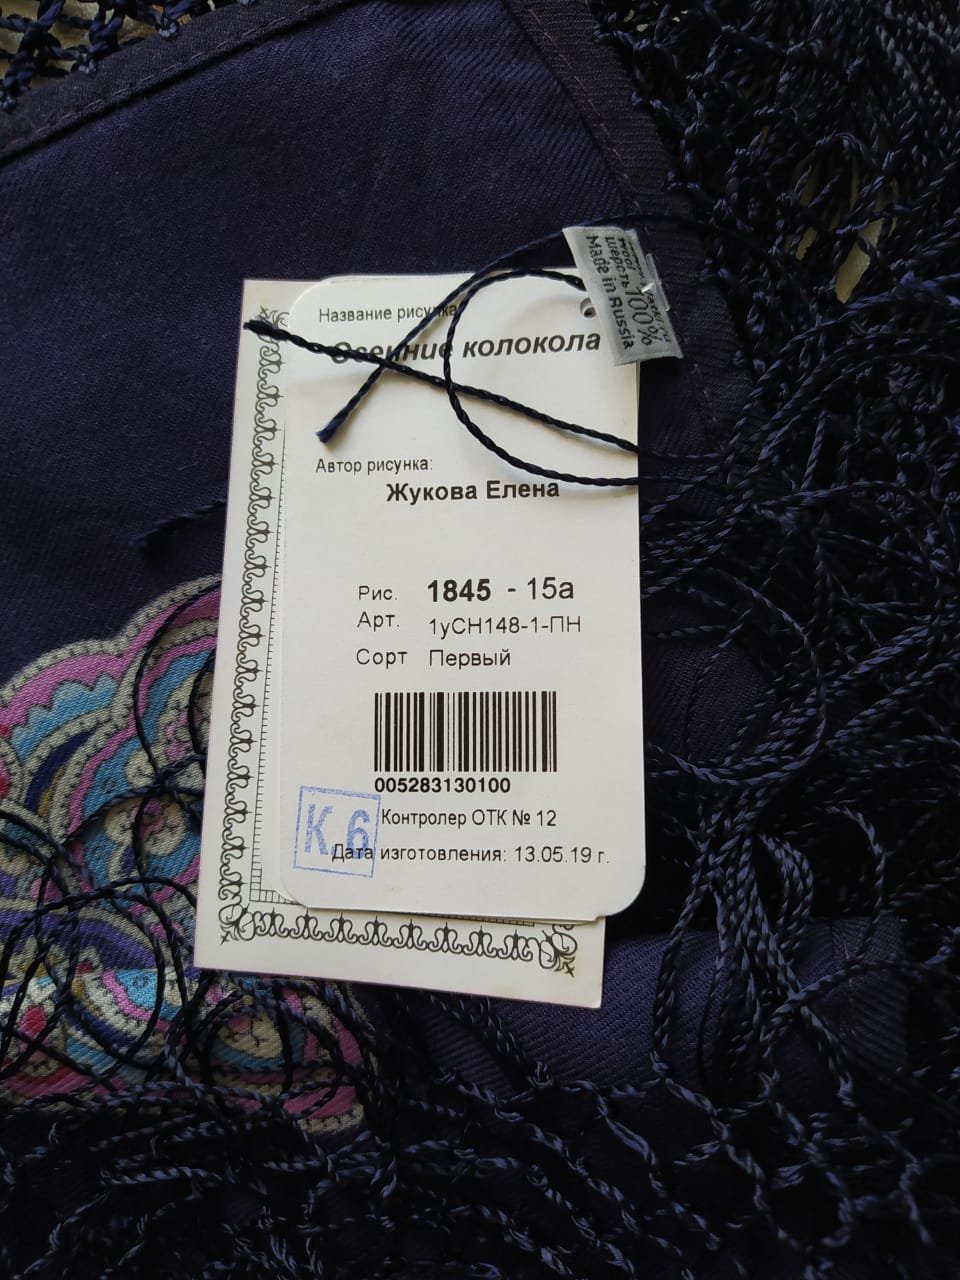 Название рисунка
Осенние колокола
Автор рисунка:
Жукова Елена
Рис. 1845 - 15а
Арт. 1уСН148-1-ПН
Сорт Первый
005283130100
К.6
Контролер ОТК № 12
Дата изготовления: 13.05.19 г.
Wool 100%
шерсть
Made in Russia